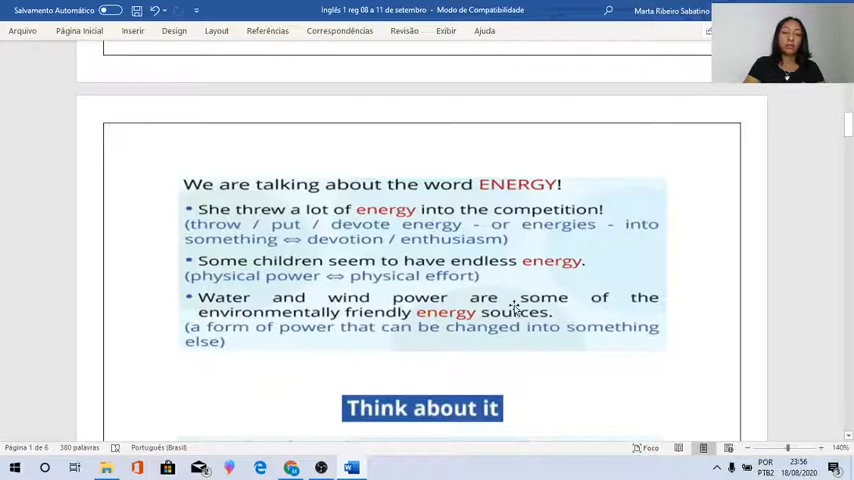 Salvamento Automático
Inglês 1 reg 08 a 11 de setembro - Modo de Compatibilidade
Marta Ribeiro Sabatino
Arquivo Página Inicial Inserir Design Layout Referências Correspondências Revisão Exibir Ajuda
We are talking about the word ENERGY!
• She threw a lot of energy into the competition!
(throw / put / devote energy - or energies - into
something ⇔ devotion / enthusiasm)
• Some children seem to have endless energy.
(physical power ⇔ physical effort)
• Water and wind power are some of the
environmentally friendly energy sources.
(a form of power that can be changed into something
else)
Think about it
Página 1 de 6 380 palavras Português (Brasil) Foco 140%
POR 23:56
PTB2 18/08/2020